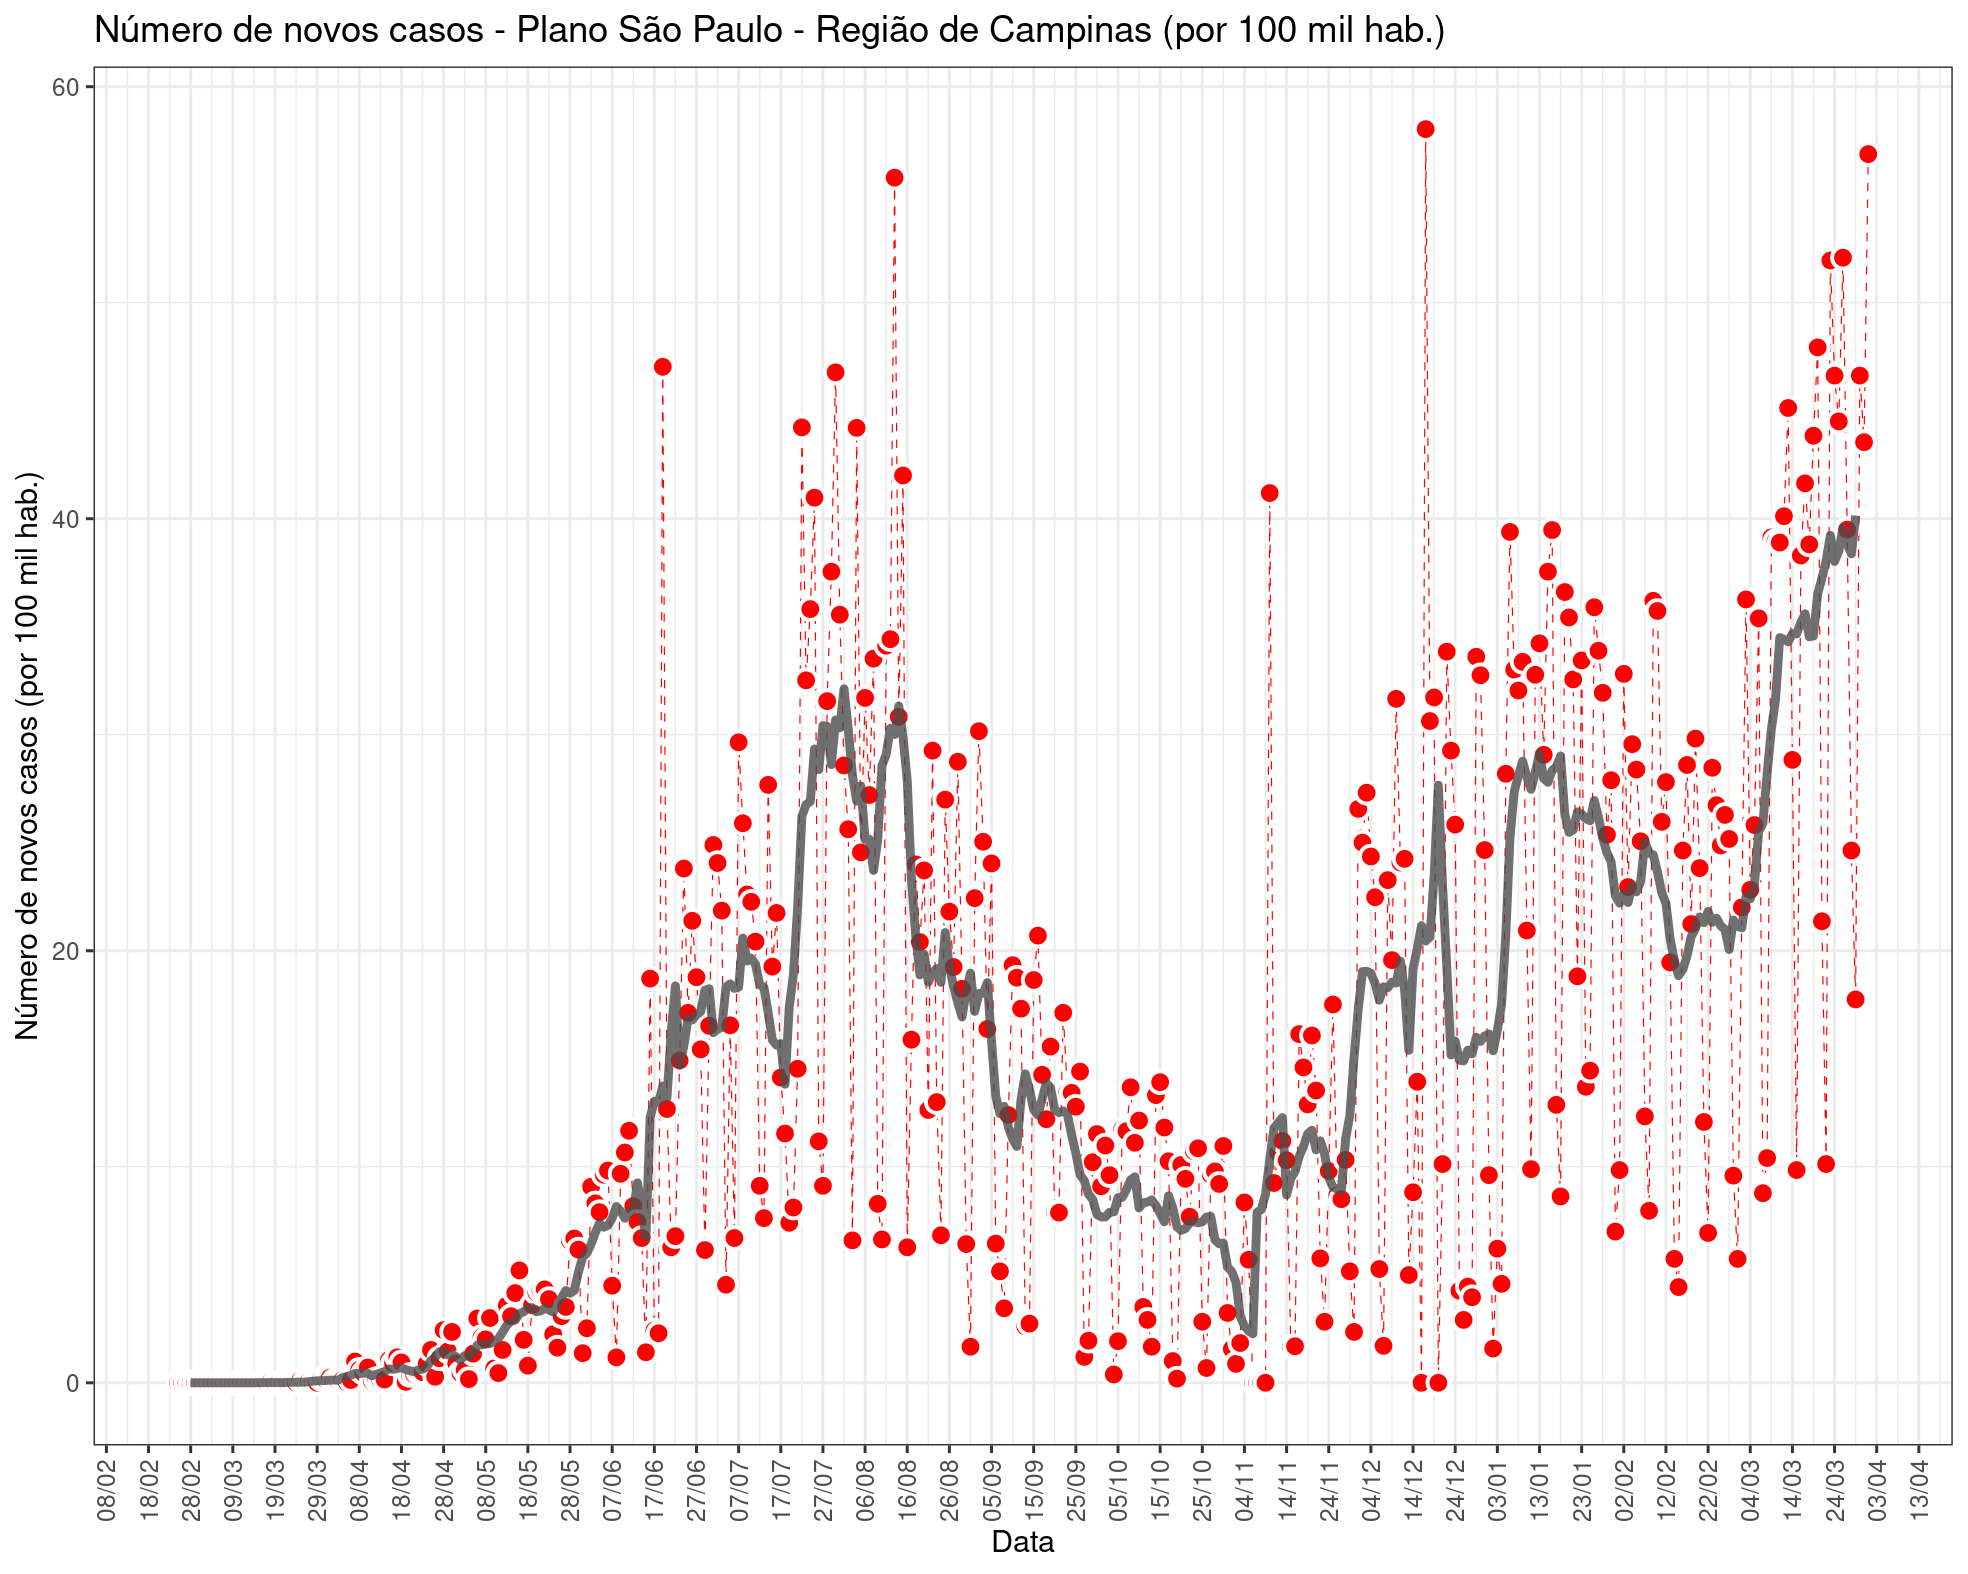 Número de novos casos - Plano São Paulo - Região de Campinas (por 100 mil hab.)
Número de novos casos (por 100 mil hab.)
60
40
20
0
08/02 18/02 28/02 09/03 19/03 29/03 08/04 18/04 28/04 08/05 18/05 28/05 07/06 17/06 27/06 07/07 17/07 27/07 06/08 16/08 26/08 05/09 15/09 25/09 05/10 15/10 25/10 04/11 14/11 24/11 04/12 14/12 24/12 03/01 13/01 23/01 02/02 12/02 22/02 04/03 14/03 24/03 03/04 13/04
Data